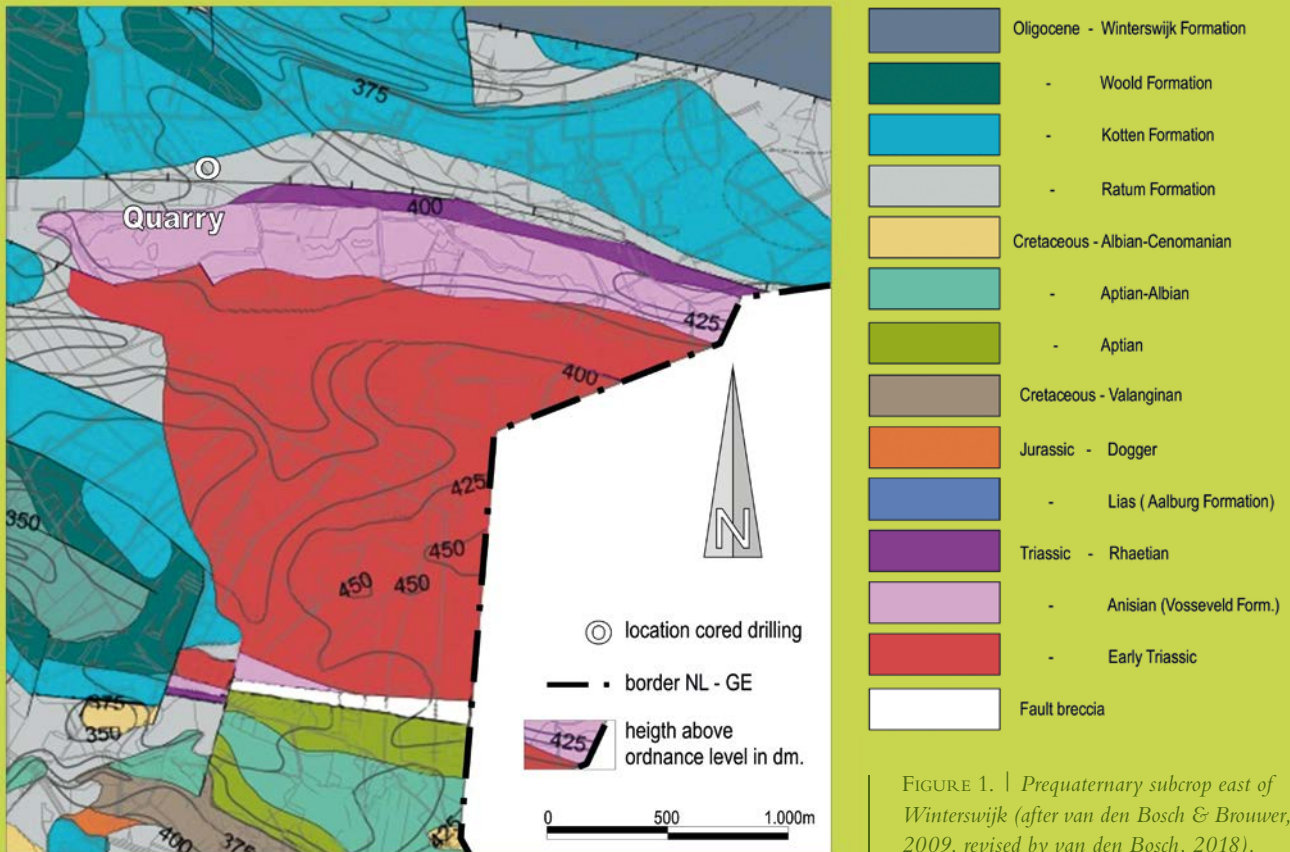 375
Quarry
400
425
400
425
450
450
450
350
375
350
400
375
425
N
location cored drilling
border NL - GE
425
heigth above
ordnance level in dm.
0 500 1.000m
Oligocene - Winterswijk Formation
- Woold Formation
- Kotten Formation
- Ratum Formation
Cretaceous - Albian-Cenomanian
- Aptian-Albian
- Aptian
Cretaceous - Valanginan
Jurassic - Dogger
- Lias ( Aalburg Formation)
Triassic - Rhaetian
- Anisian (Vosseveld Form.)
- Early Triassic
Fault breccia
FIGURE 1. | Prequaternary subcrop east of
Winterswijk (after van den Bosch & Brouwer,
2009, revised by van den Bosch, 2018).